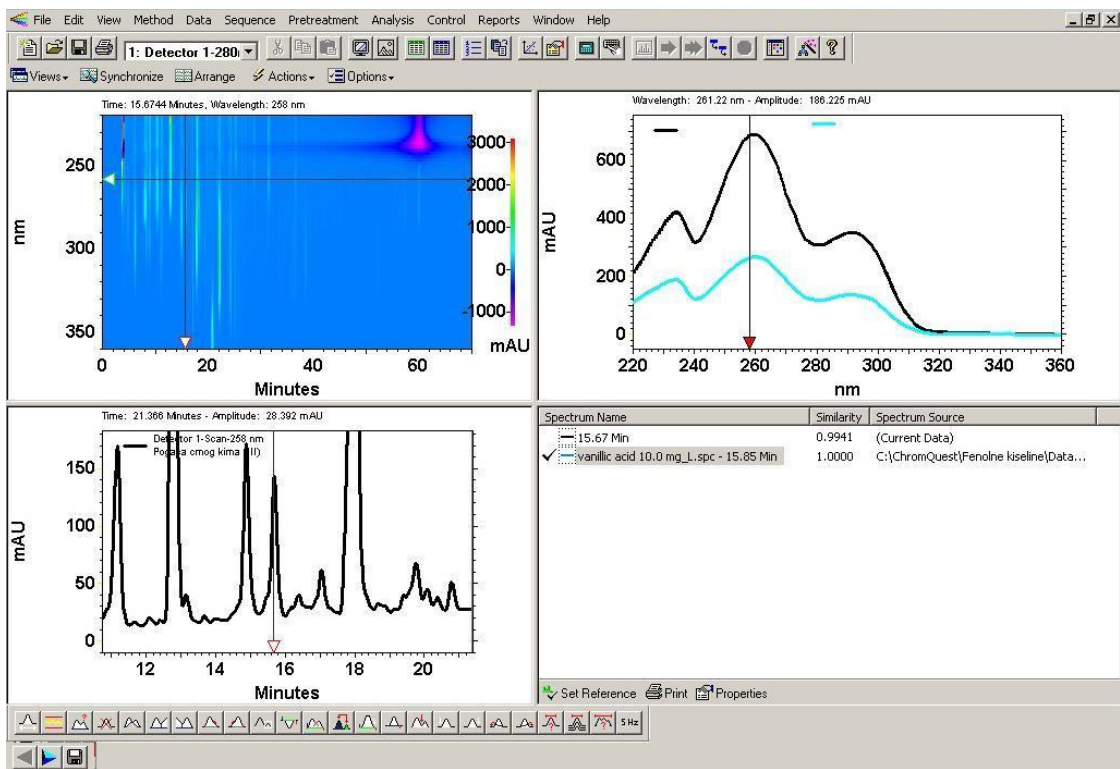 File Edit View Method Data Sequence Pretreatment Analysis Control Reports Window Help
1: Detector 1-280
Views Synchronize Arrange Actions Options
Time: 15.6744 Minutes, Wavelength: 258 nm
250
300
350
nm
0 20 40 60
Minutes
3000
2000
1000
0
-1000
mAU
Wavelength: 261.22 nm - Amplitude: 186.225 mAU
600
400
200
0
mAU
220 240 260 280 300 320 340 360
nm
Time: 21.366 Minutes - Amplitude: 28.392 mAU
Detector 1-Scan-258 nm
Pogaca crnog kima (II)
150
100
50
0
mAU
12 14 16 18 20
Minutes
Spectrum Name Similarity Spectrum Source
15.67 Min 0.9941 (Current Data)
vanillic acid 10.0 mg_L.spc - 15.85 Min 1.0000 C:\ChromQuest\Fenolne kiseline\Data...
Set Reference Print Properties
5 Hz